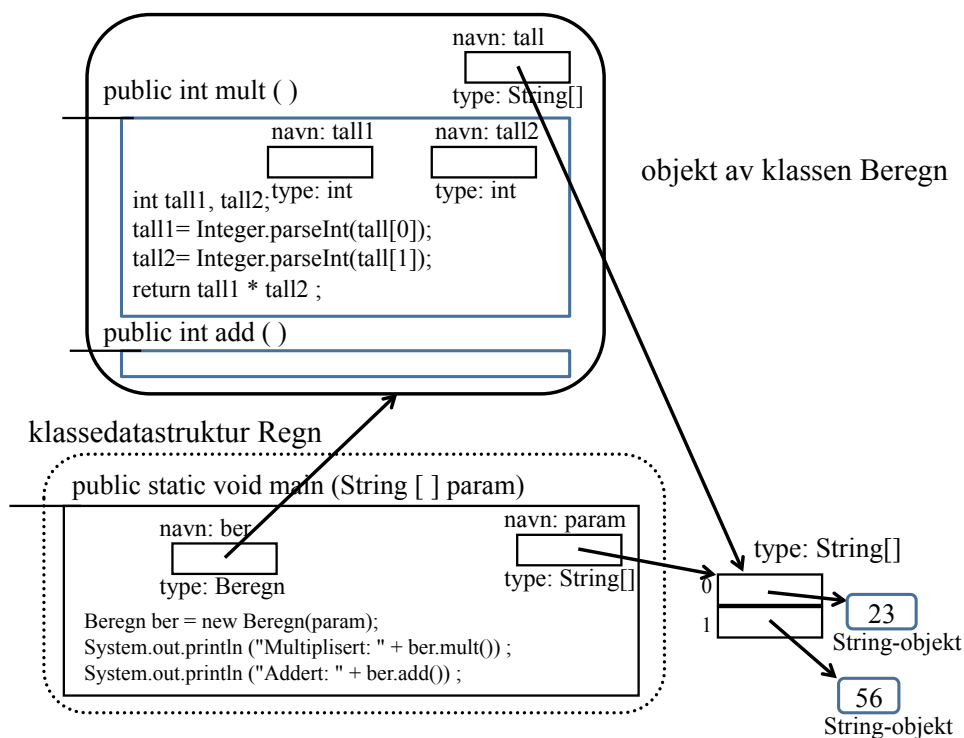 navn: tall
type: String[]
public int mult ( )
navn: tall1
navn: tall2
type: int
type: int
int tall1, tall2;
tall1= Integer.parseInt(tall[0]);
tall2= Integer.parseInt(tall[1]);
return tall1 * tall2 ;
public int add ( )
objekt av klassen Beregn
klassedatastruktur Regn
public static void main (String [ ] param)
navn: ber
type: Beregn
navn: param
type: String[]
Beregn ber = new Beregn(param);
System.out.println ("Multiplisert: " + ber.mult()) ;
System.out.println ("Addert: " + ber.add()) ;
type: String[]
0
1
23
String-objekt
56
String-objekt